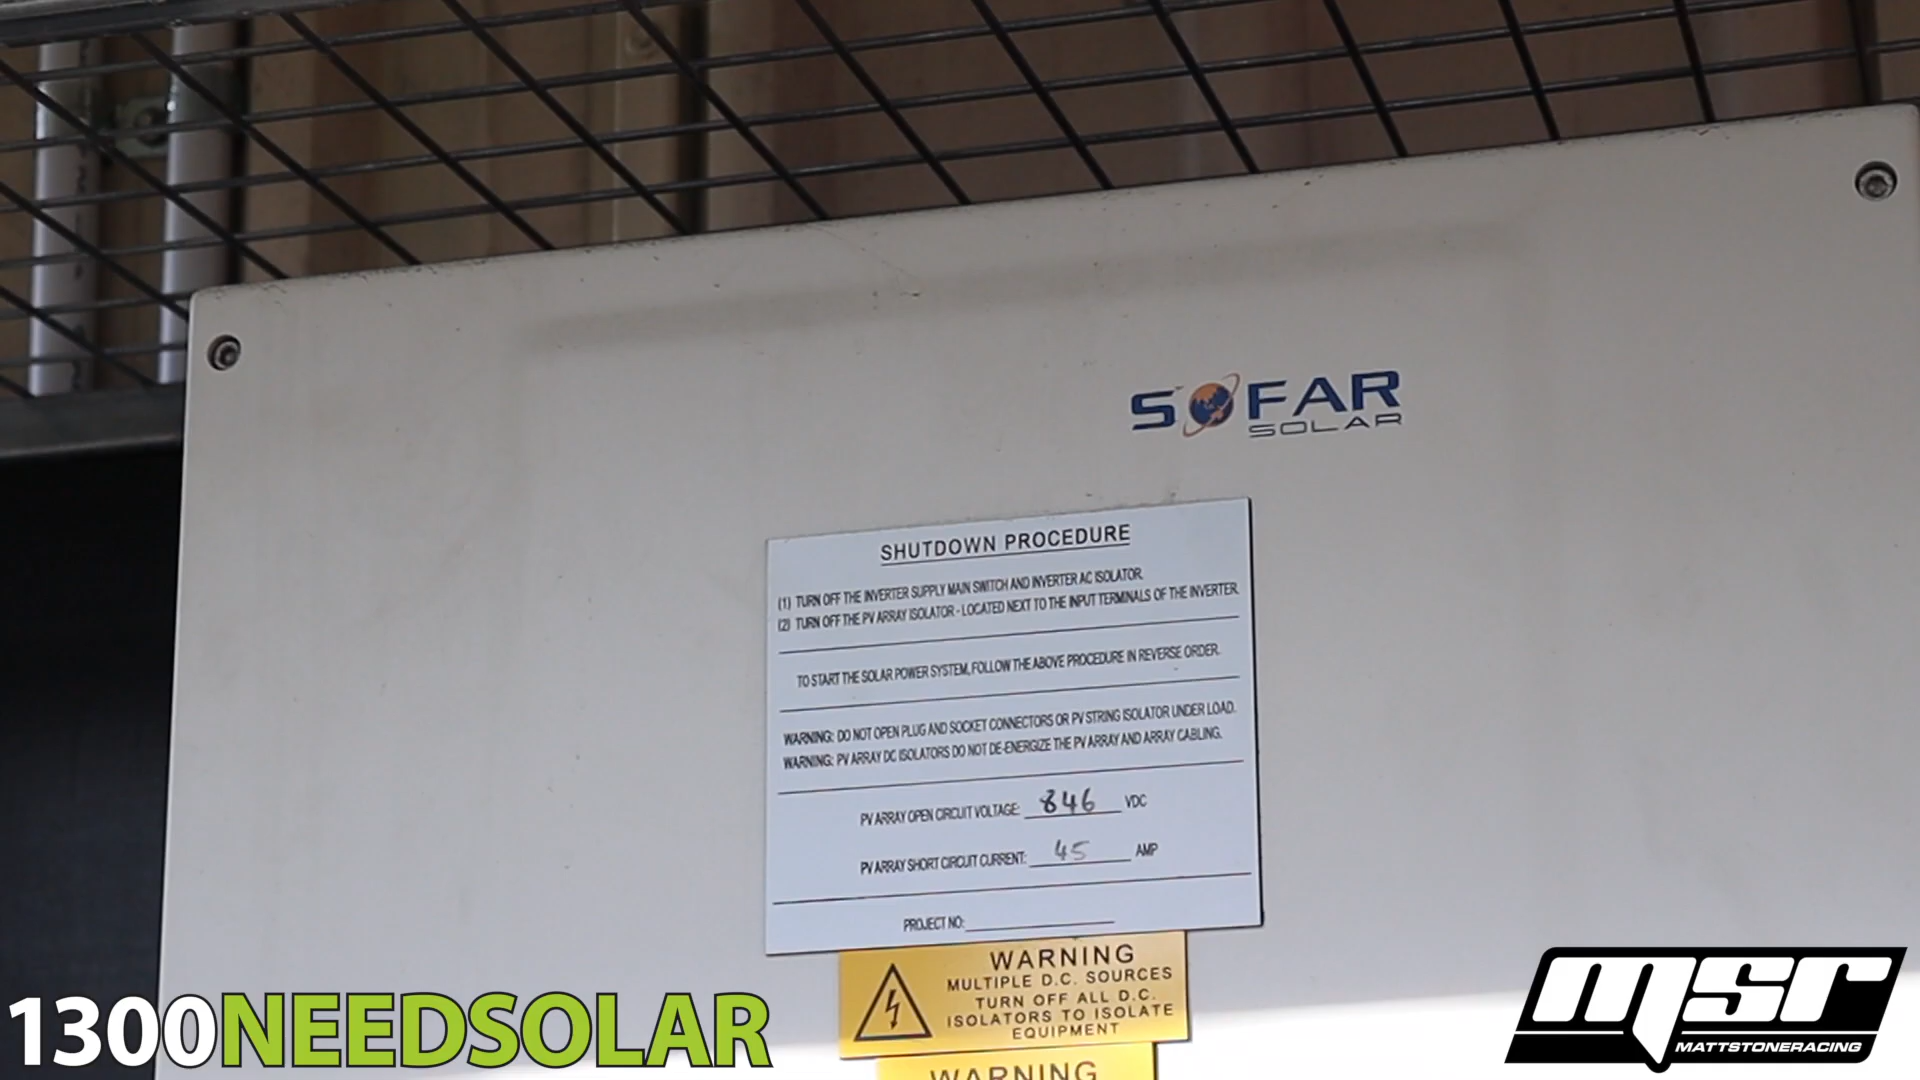 SOFAR
SOLAR
SHUTDOWN PROCEDURE
(1) TURN OFF THE INVERTER SUPPLY MAIN SWITCH AND INVERTER AC ISOLATOR.
(2) TURN OFF THE PV ARRAY ISOLATOR - LOCATED NEXT TO THE INPUT TERMINALS OF THE INVERTER.
TO START THE SOLAR POWER SYSTEM, FOLLOW THE ABOVE PROCEDURE IN REVERSE ORDER.
WARNING: DO NOT OPEN PLUG AND SOCKET CONNECTORS OR PV STRING ISOLATOR UNDER LOAD.
WARNING: PV ARRAY DC ISOLATORS DO NOT DE-ENERGIZE THE PV ARRAY AND ARRAY CABLING.
PV ARRAY OPEN CIRCUIT VOLTAGE: 846 VDC
PV ARRAY SHORT CIRCUIT CURRENT: 45 AMP
PROJECT NO:
WARNING
MULTIPLE D.C. SOURCES
TURN OFF ALL D.C.
ISOLATORS TO ISOLATE
EQUIPMENT
WARNING
1300NEEDSOLAR
msr
MATTSTONERACING